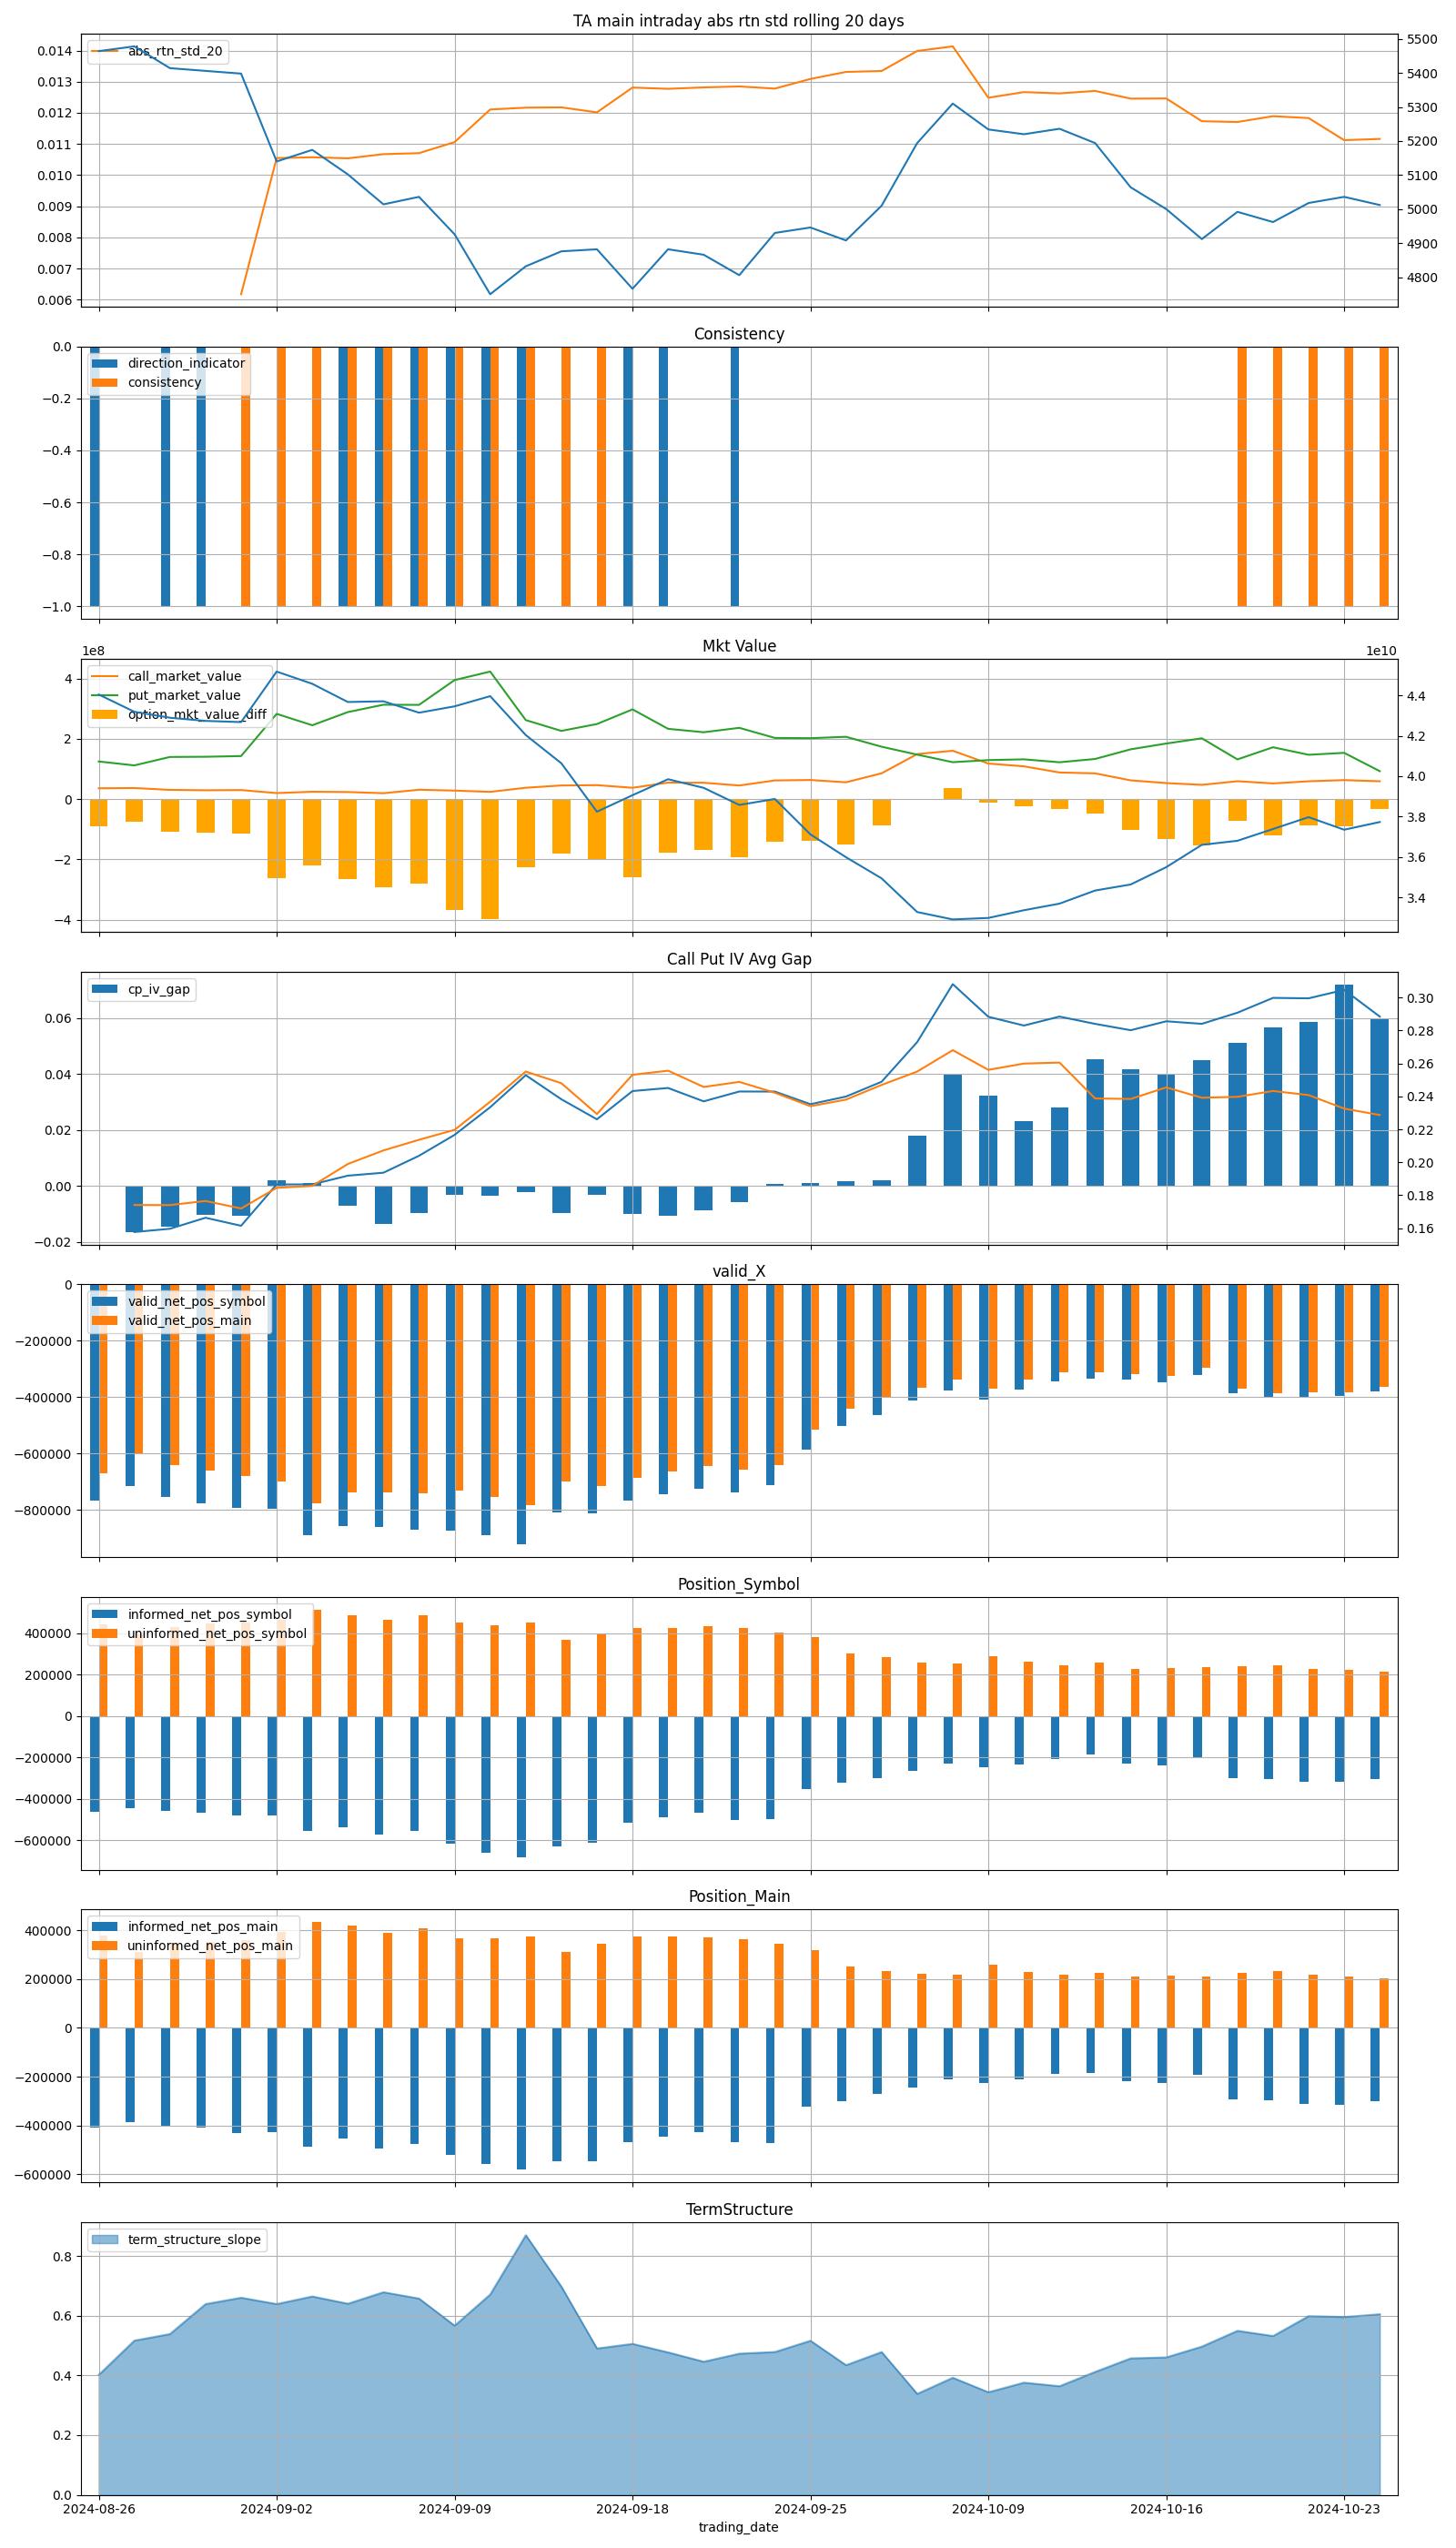 TA main intraday abs rtn std rolling 20 days
abs_rtn_std_20
0.014
0.013
0.012
0.011
0.010
0.009
0.008
0.007
0.006
5500
5400
5300
5200
5100
5000
4900
4800
Consistency
direction_indicator
consistency
0.0
−0.2
−0.4
−0.6
−0.8
−1.0
Mkt Value
1e8
1e10
call_market_value
put_market_value
option_mkt_value_diff
4
2
0
−2
−4
4.4
4.2
4.0
3.8
3.6
3.4
Call Put IV Avg Gap
cp_iv_gap
0.06
0.04
0.02
0.00
−0.02
0.30
0.28
0.26
0.24
0.22
0.20
0.18
0.16
valid_X
valid_net_pos_symbol
valid_net_pos_main
0
−200000
−400000
−600000
−800000
Position_Symbol
informed_net_pos_symbol
uninformed_net_pos_symbol
400000
200000
0
−200000
−400000
−600000
Position_Main
informed_net_pos_main
uninformed_net_pos_main
400000
200000
0
−200000
−400000
−600000
TermStructure
term_structure_slope
0.8
0.6
0.4
0.2
0.0
2024-08-26 2024-09-02 2024-09-09 2024-09-18 2024-09-25 2024-10-09 2024-10-16 2024-10-23
trading_date